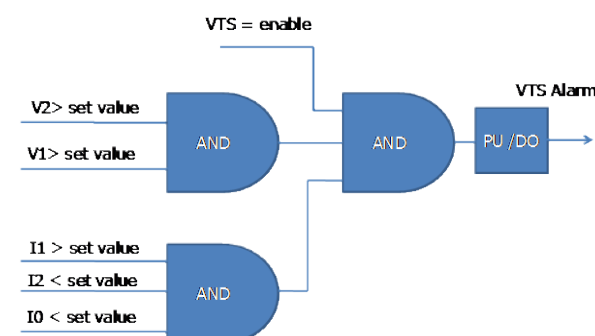 VTS = enable
VTS Alarm
V2> set value
AND
AND
PU /DO
V1> set value
I1 > set value
I2 < set value
AND
I0 < set value